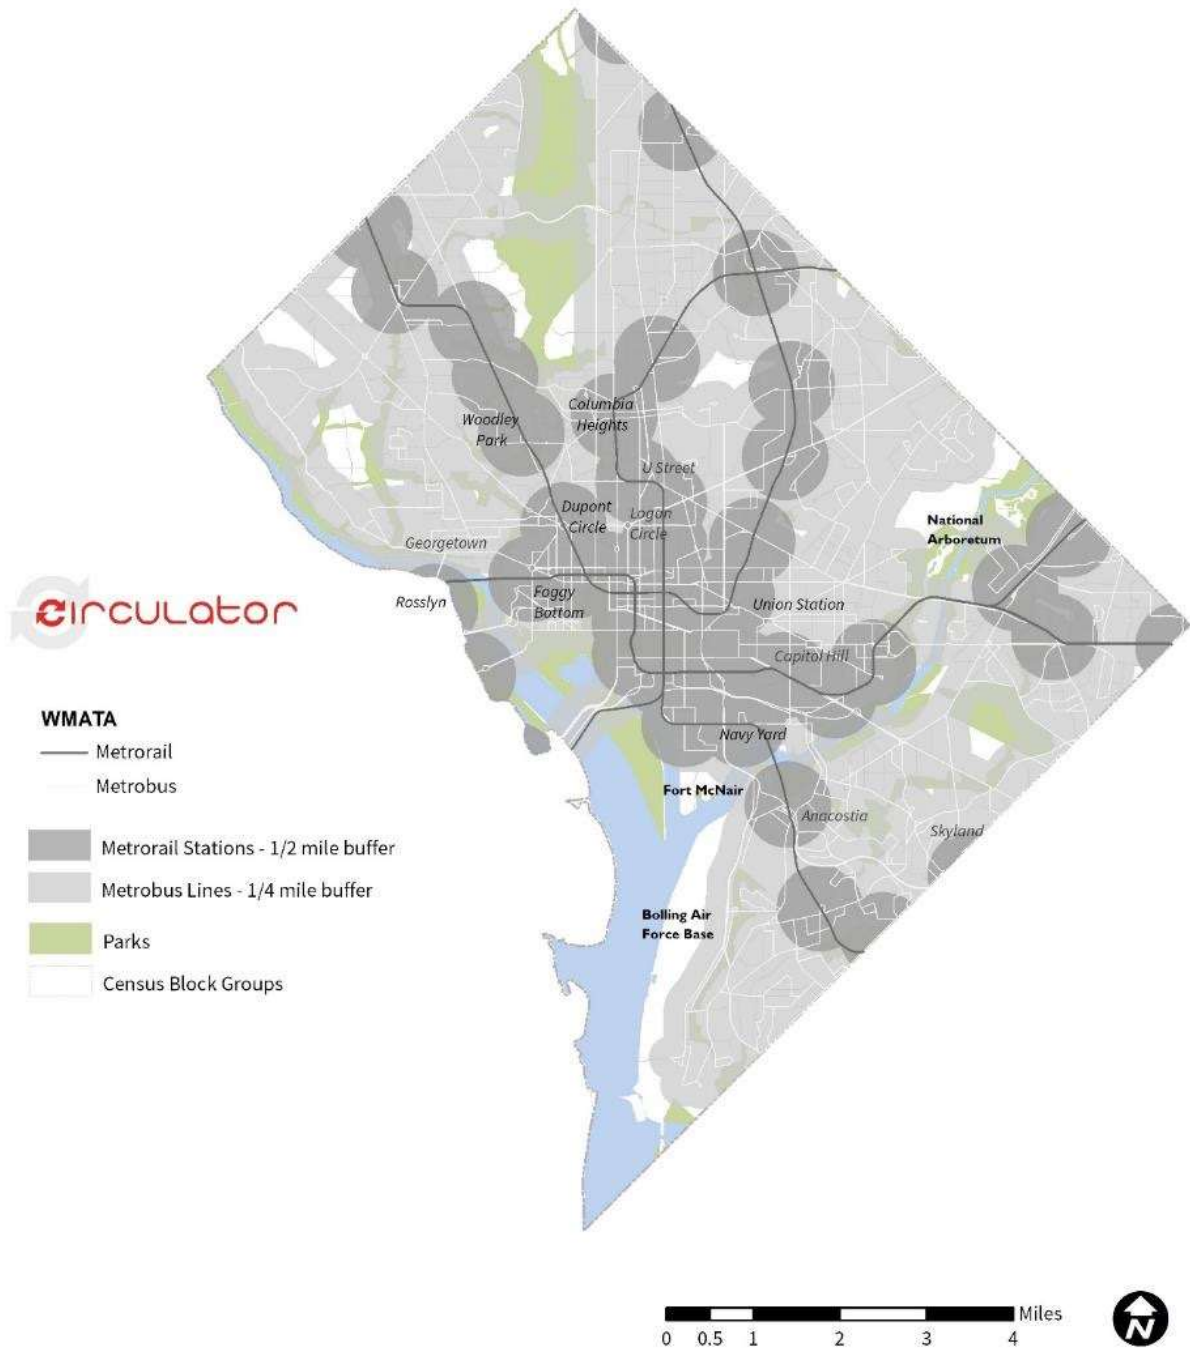 Woodley
Park
Columbia
Heights
U Street
Dupont
Circle
Logan
Circle
National
Arboretum
Georgetown
Rosslyn
Foggy
Bottom
Union Station
Capitol Hill
Navy Yard
Fort McNair
Anacostia
Skyland
Bolling Air
Force Base
CIrCULATOr
WMATA
Metrorail
Metrobus
Metrorail Stations - 1/2 mile buffer
Metrobus Lines - 1/4 mile buffer
Parks
Census Block Groups
Miles
0 0.5 1 2 3 4
N